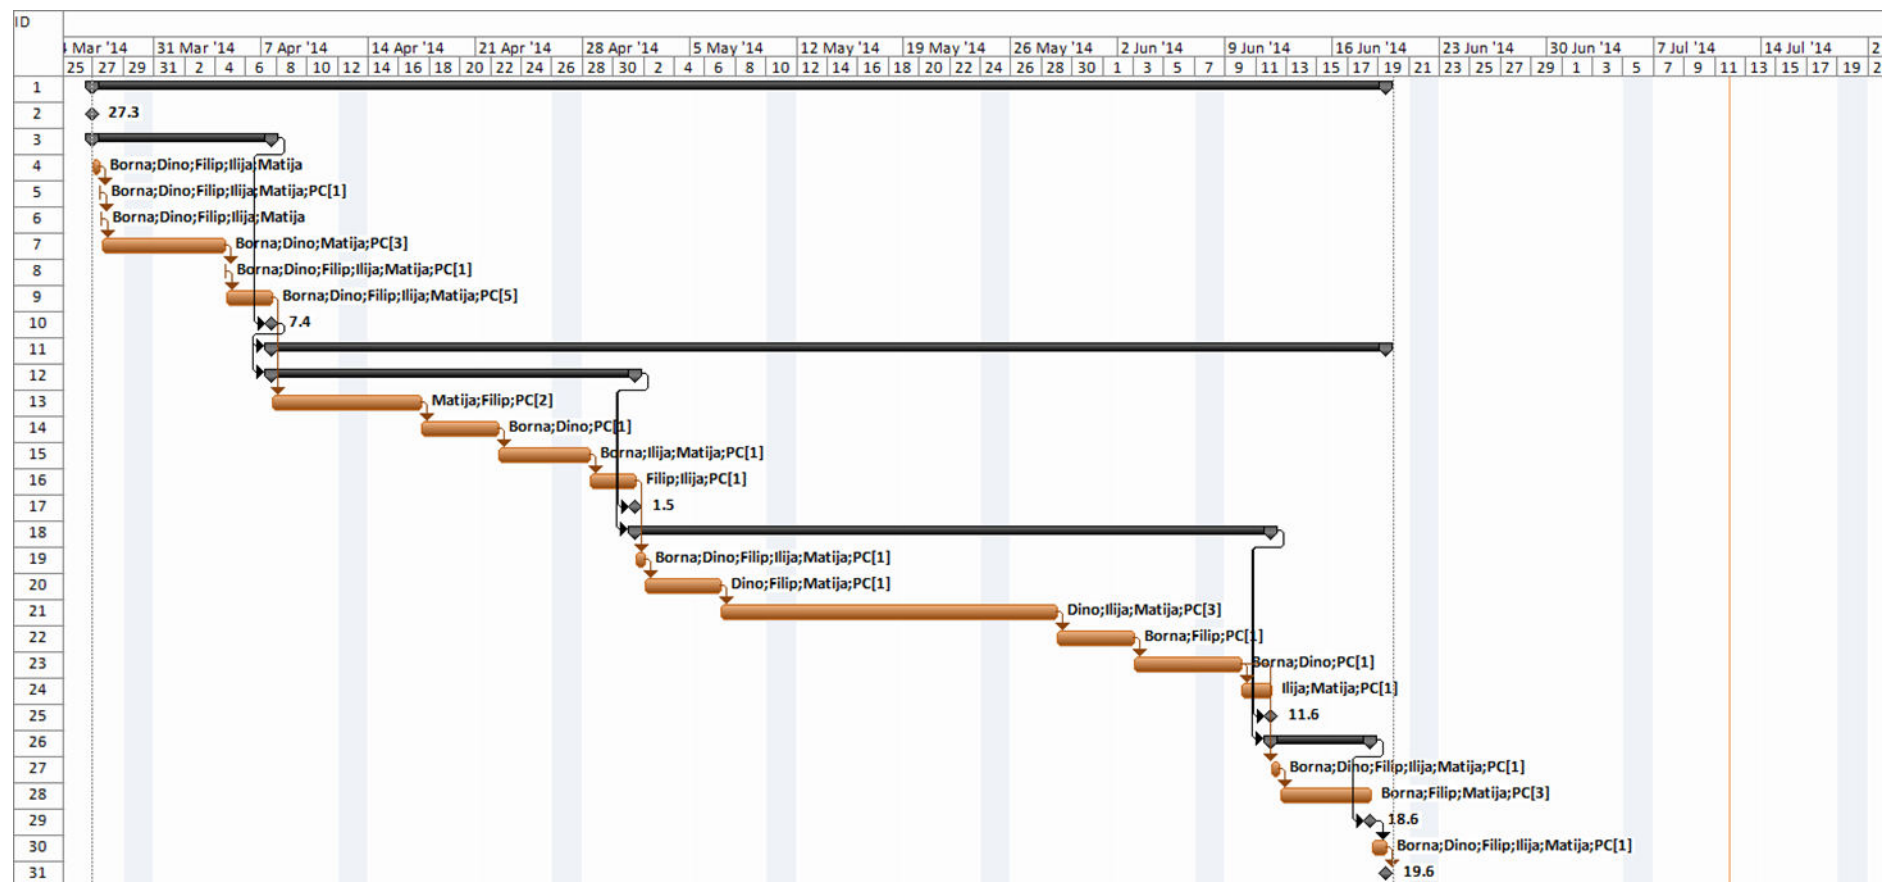 ID
4 Mar '14 31 Mar '14 7 Apr '14 14 Apr '14 21 Apr '14 28 Apr '14 5 May '14 12 May '14 19 May '14 26 May '14 2 Jun '14 9 Jun '14 16 Jun '14 23 Jun '14 30 Jun '14 7 Jul '14 14 Jul '14 2
25 27 29 31 2 4 6 8 10 12 14 16 18 20 22 24 26 28 30 2 4 6 8 10 12 14 16 18 20 22 24 26 28 30 1 3 5 7 9 11 13 15 17 19 21 23 25 27 29 1 3 5 7 9 11 13 15 17 19 2
1
2 27.3
3
4 Borna;Dino;Filip;Ilija;Matija
5 Borna;Dino;Filip;Ilija;Matija;PC[1]
6 Borna;Dino;Filip;Ilija;Matija
7 Borna;Dino;Matija;PC[3]
8 Borna;Dino;Filip;Ilija;Matija;PC[1]
9 Borna;Dino;Filip;Ilija;Matija;PC[5]
10 7.4
11
12
13 Matija;Filip;PC[2]
14 Borna;Dino;PC[1]
15 Borna;Ilija;Matija;PC[1]
16 Filip;Ilija;PC[1]
17 1.5
18
19 Borna;Dino;Filip;Ilija;Matija;PC[1]
20 Dino;Filip;Matija;PC[1]
21 Dino;Ilija;Matija;PC[3]
22 Borna;Filip;PC[1]
23 Borna;Dino;PC[1]
24 Ilija;Matija;PC[1]
25 11.6
26
27 Borna;Dino;Filip;Ilija;Matija;PC[1]
28 Borna;Filip;Matija;PC[3]
29 18.6
30 Borna;Dino;Filip;Ilija;Matija;PC[1]
31 19.6